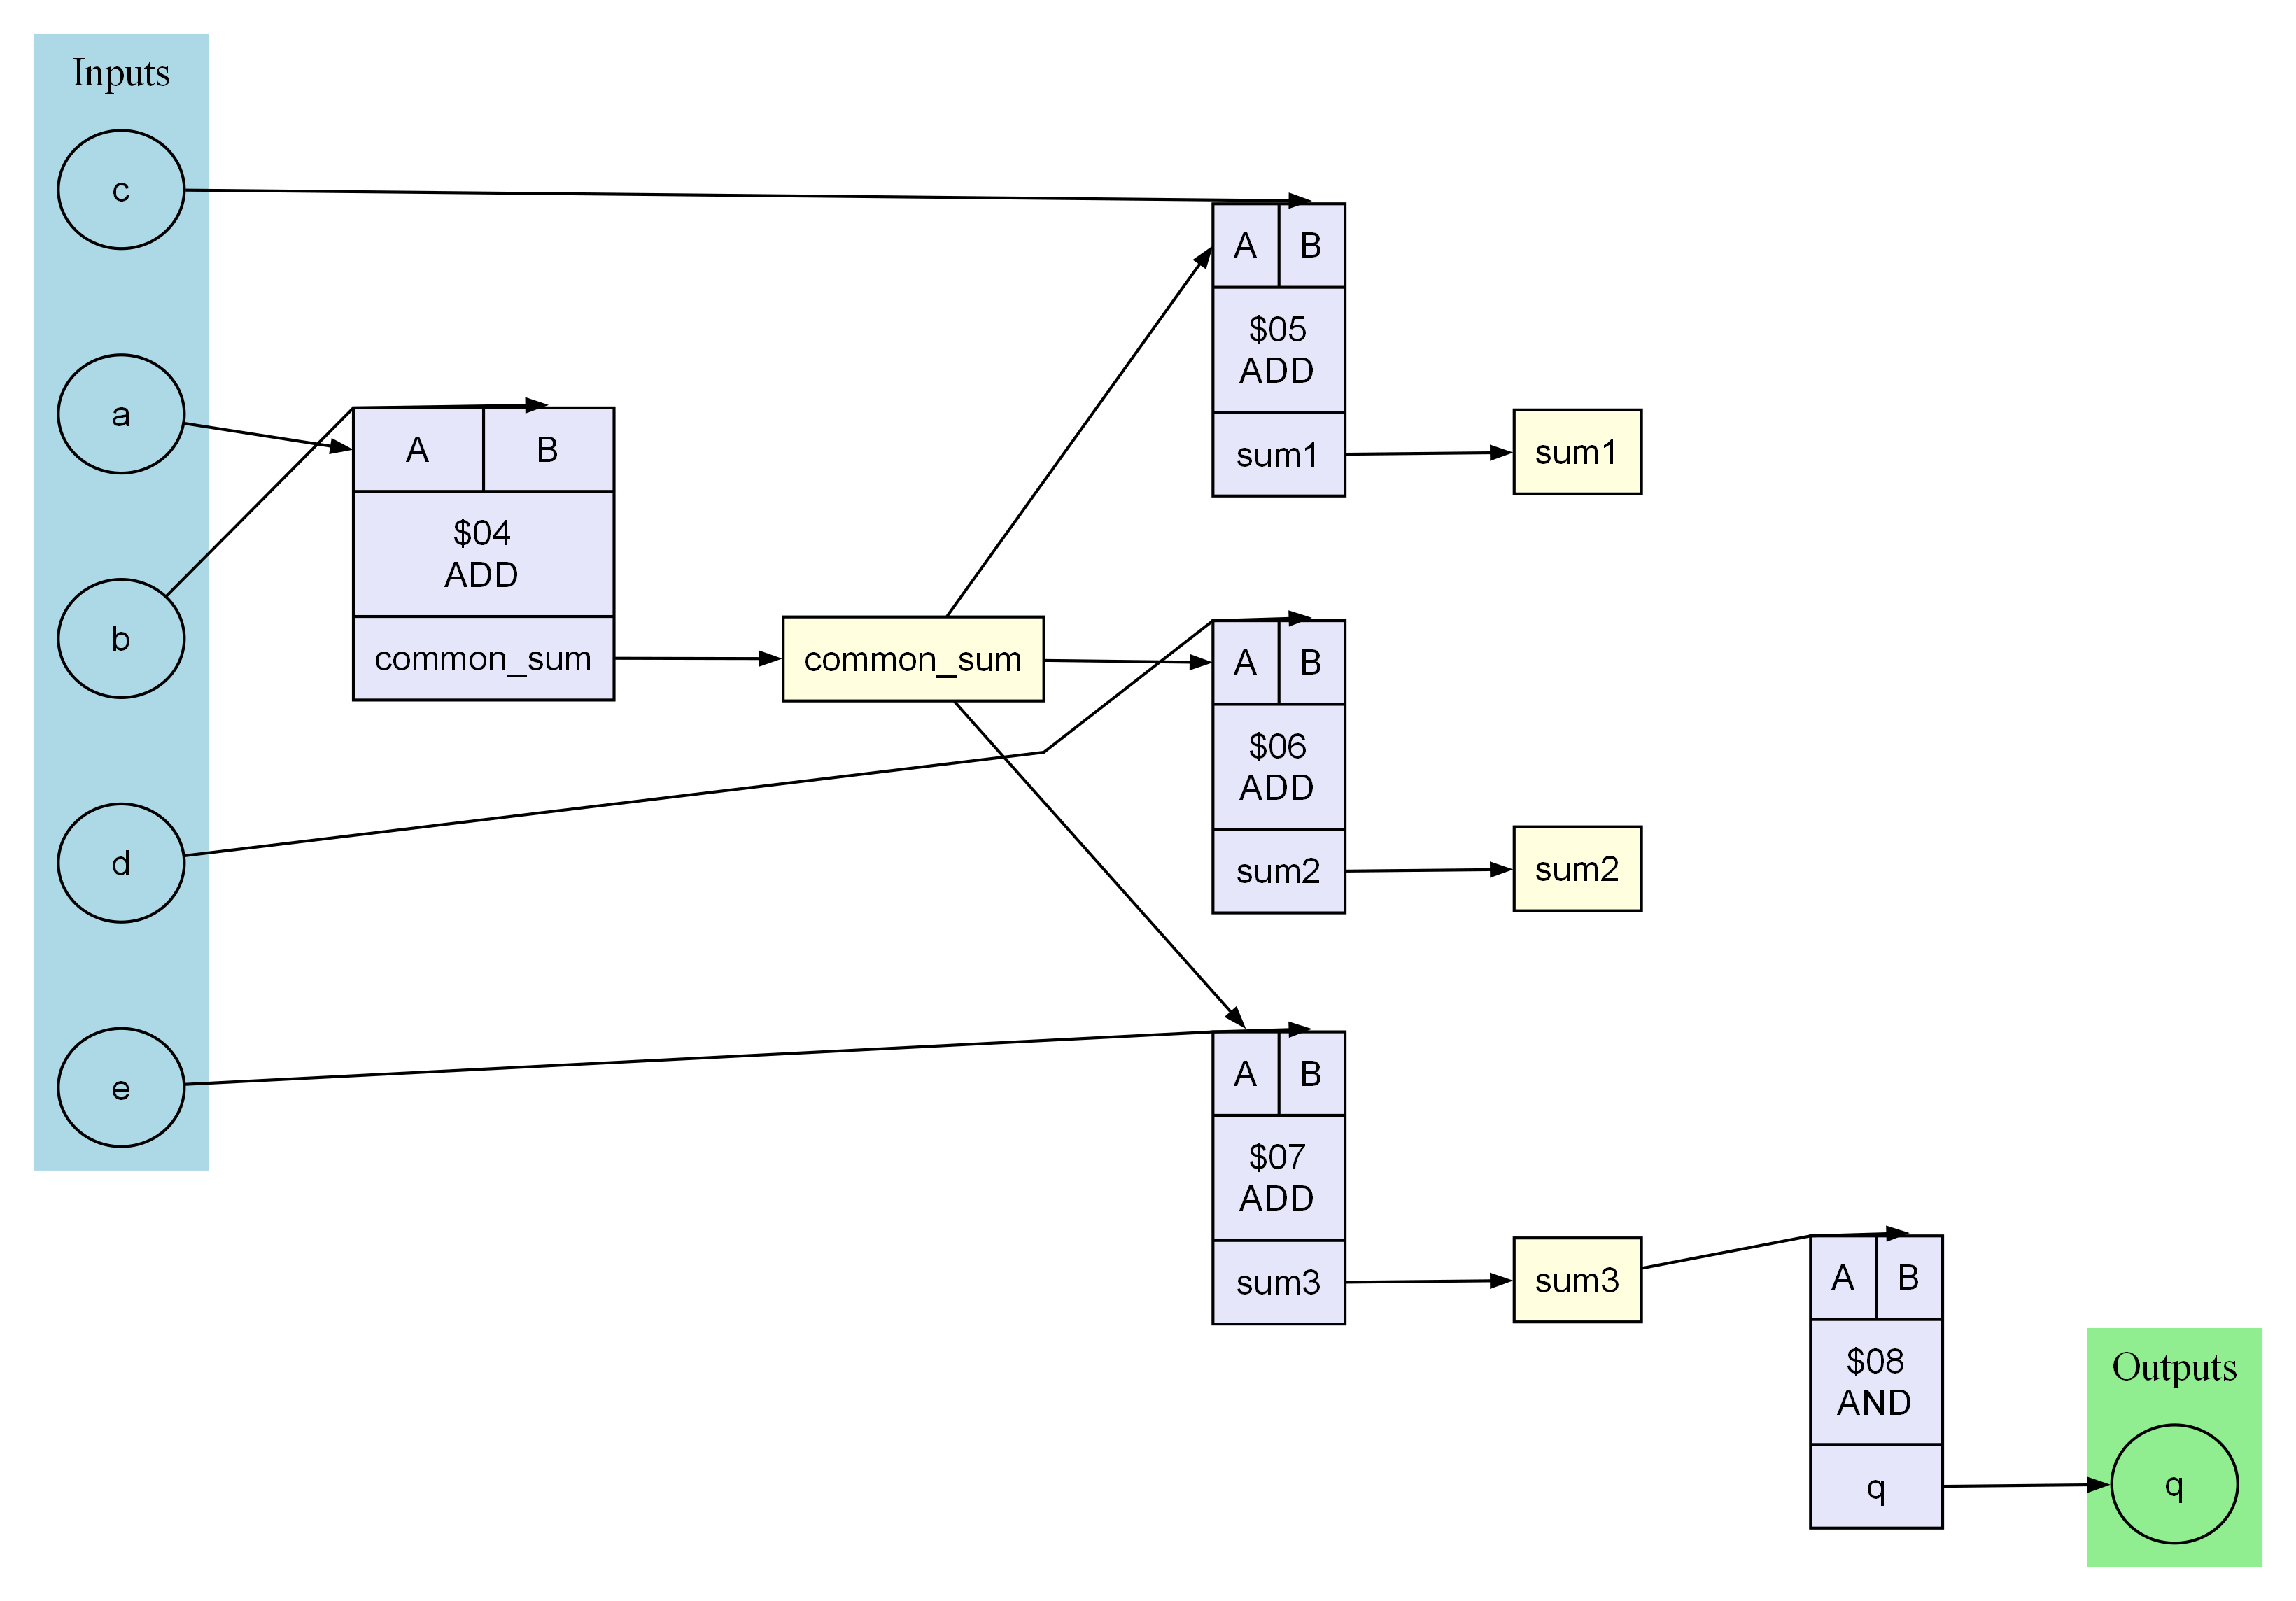 Inputs
c
a
b
d
e
A B
$04
ADD
common_sum
common_sum
A B
$05
ADD
sum1
sum1
A B
$06
ADD
sum2
sum2
A B
$07
ADD
sum3
sum3
A B
$08
AND
q
Outputs
q